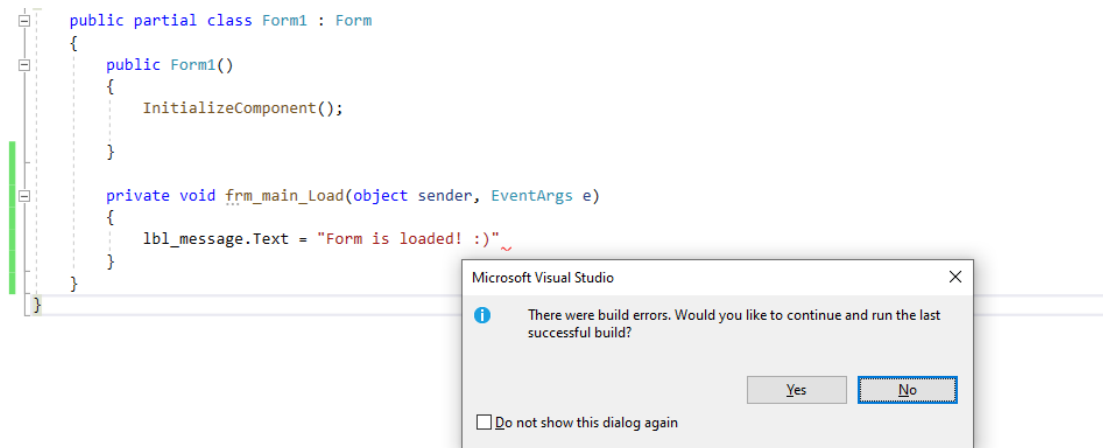 public partial class Form1 : Form
{
public Form1()
{
InitializeComponent();
}
private void frm_main_Load(object sender, EventArgs e)
{
lbl_message.Text = "Form is loaded! :)"
}
}
}
Microsoft Visual Studio
There were build errors. Would you like to continue and run the last
successful build?
Yes No
Do not show this dialog again